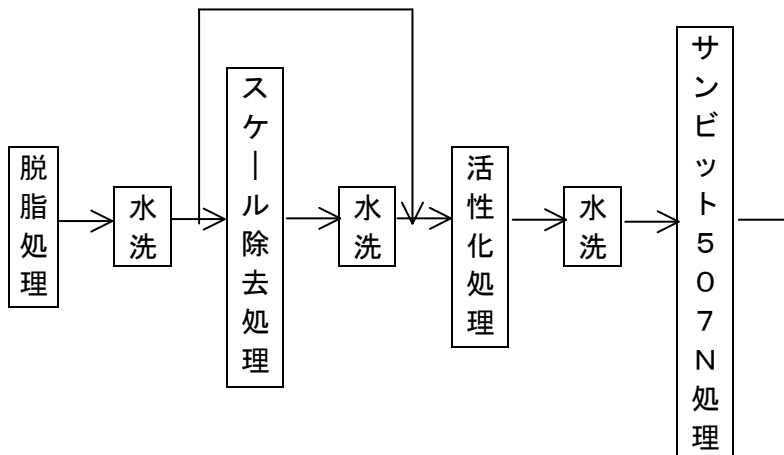 脱脂処理
水洗
スケール除去処理
水洗
活性化処理
水洗
サンビット507N処理